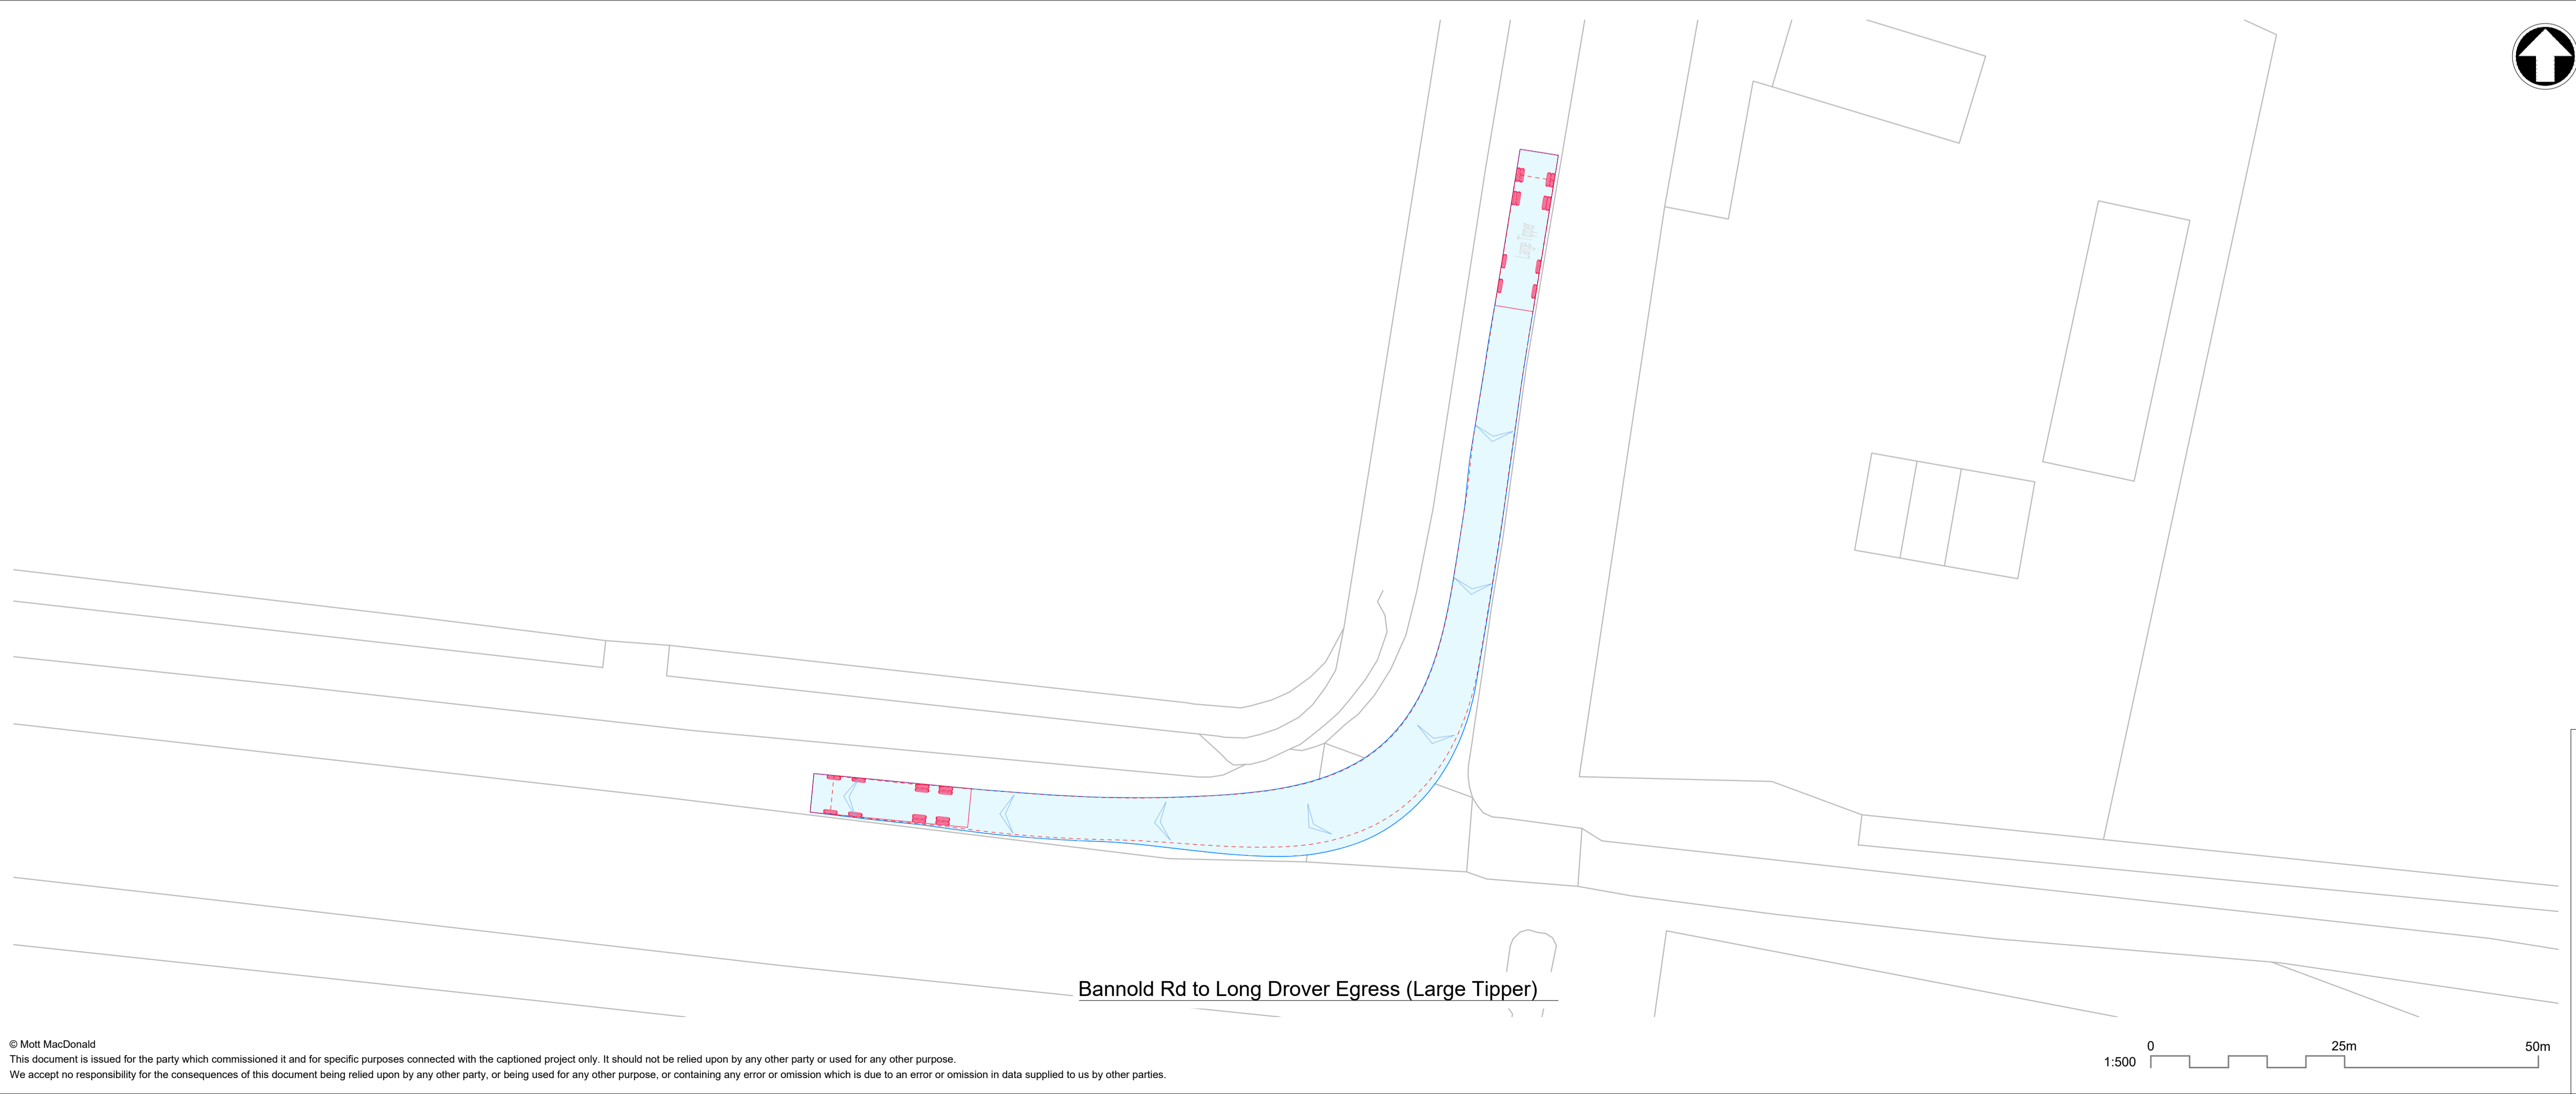 Large Tipper
Bannold Rd to Long Drover Egress (Large Tipper)
© Mott MacDonald
This document is issued for the party which commissioned it and for specific purposes connected with the captioned project only. It should not be relied upon by any other party or used for any other purpose.
We accept no responsibility for the consequences of this document being relied upon by any other party, or being used for any other purpose, or containing any error or omission which is due to an error or omission in data supplied to us by other parties.
1:500
0 25m 50m